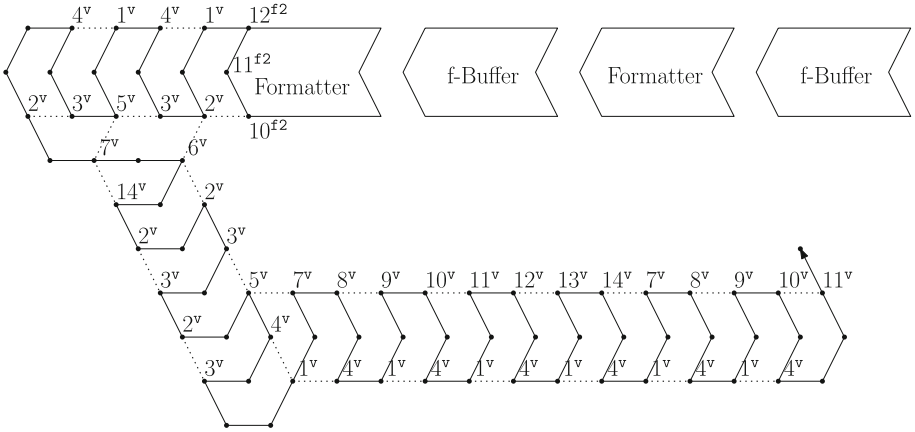 4v 1v 4v 1v 12f2
11f2
Formatter f-Buffer Formatter f-Buffer
2v 3v 5v 3v 2v
10f2
7v 6v
14v 2v
2v 3v
3v 5v 7v 8v 9v 10v 11v 12v 13v 14v 7v 8v 9v 10v 11v
2v 4v
3v 1v 4v 1v 4v 1v 4v 1v 4v 1v 4v 1v 4v